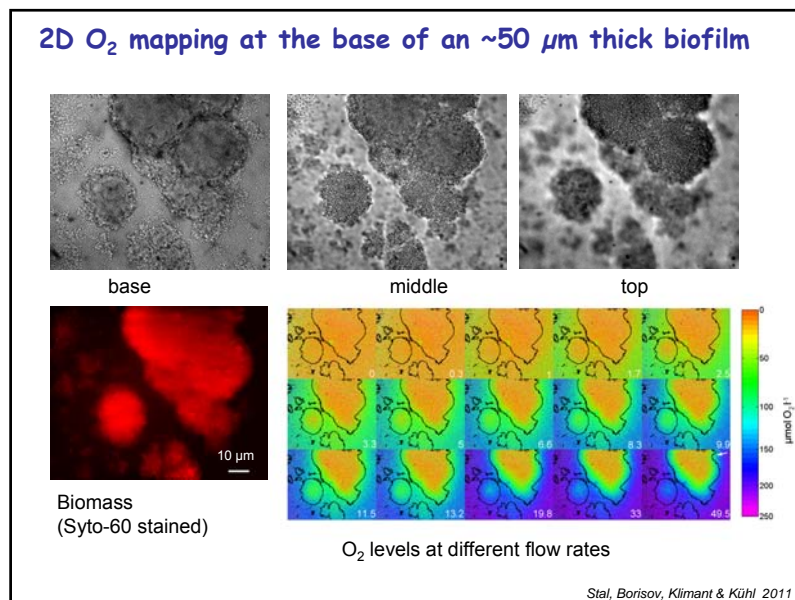 2D O₂ mapping at the base of an ~50 µm thick biofilm
base
middle
top
10 µm
Biomass
(Syto-60 stained)
0
0.3
1
1.7
2.5
3.3
5
6.6
8.3
9.9
11.5
13.2
19.8
33
49.5
0
50
100
150
200
250
µmol O₂ l⁻¹
O₂ levels at different flow rates
Stal, Borisov, Klimant & Kühl 2011